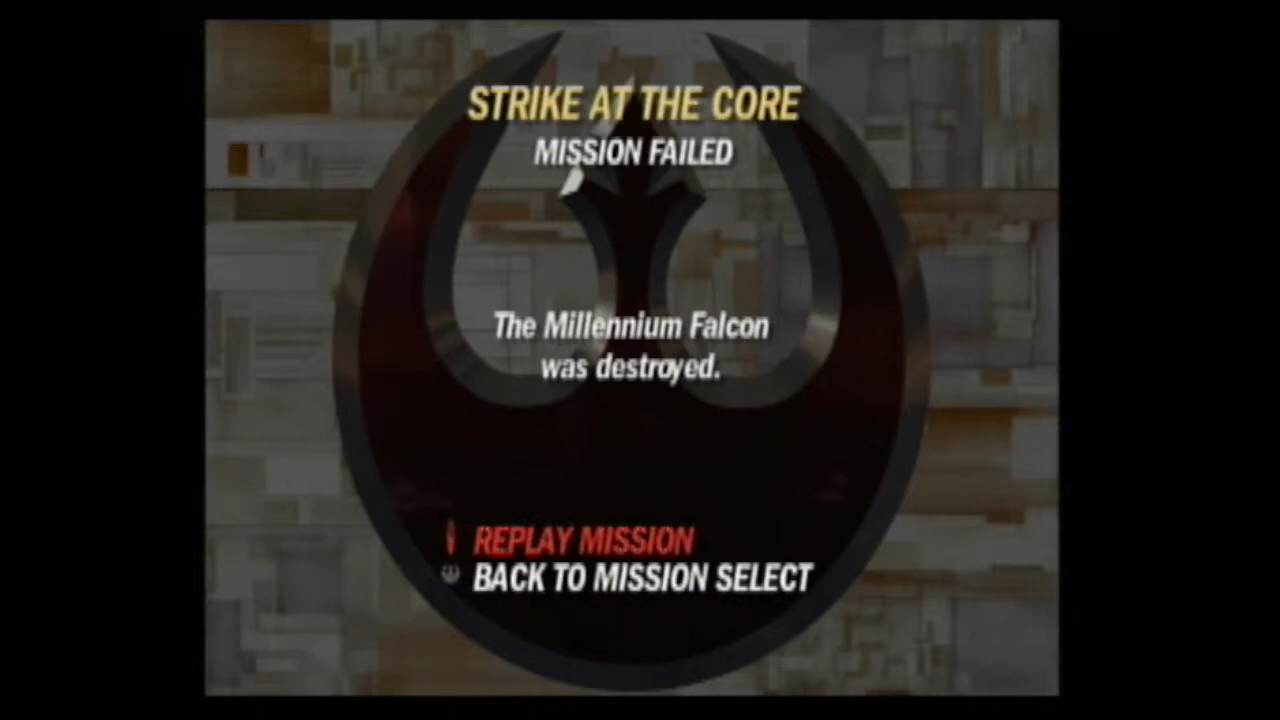 STRIKE AT THE CORE
MISSION FAILED
The Millennium Falcon
was destroyed.
REPLAY MISSION
BACK TO MISSION SELECT